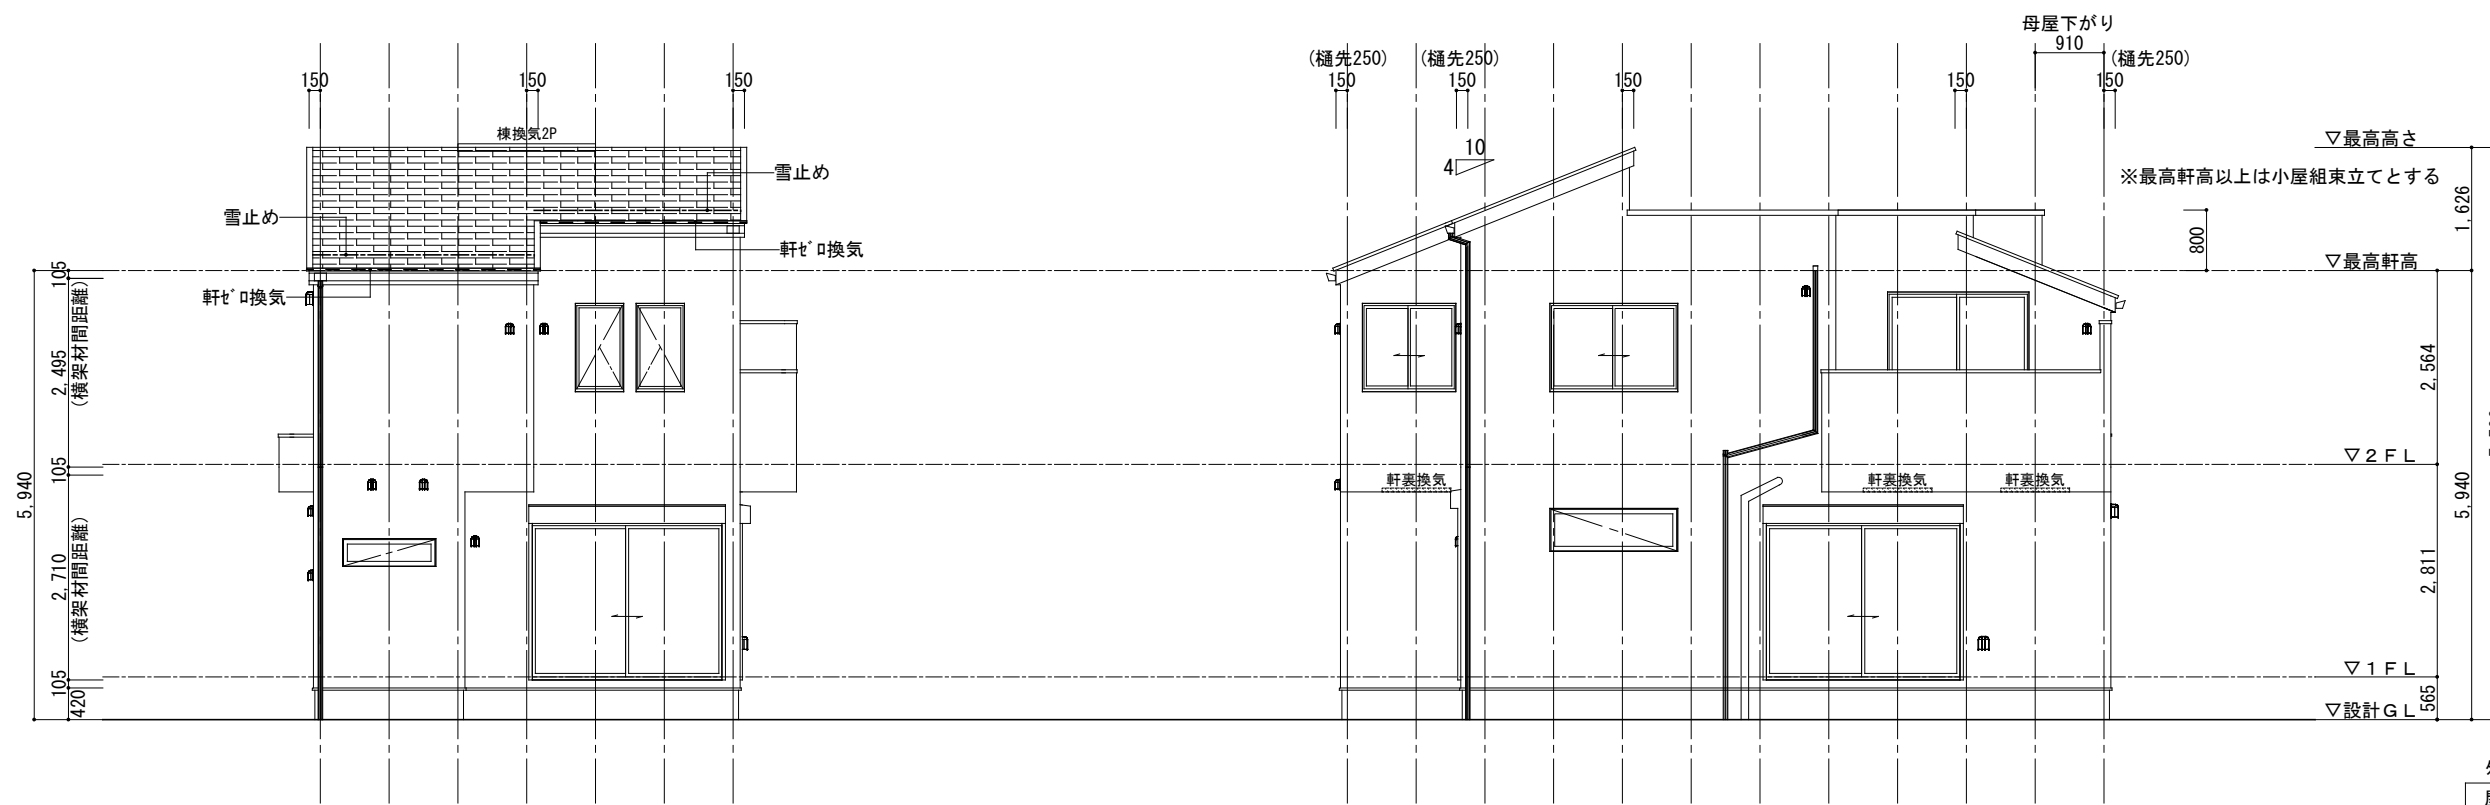 母屋下がり
910
(樋先250)
(樋先250)
(樋先250)
150
150
150
150
150
150
150
150
棟換気2P
雪止め
雪止め
軒ｾﾞﾛ換気
軒ｾﾞﾛ換気
10
4
▽最高高さ
※最高軒高以上は小屋組束立てとする
1,626
800
▽最高軒高
105
2,495
(横架材間距離)
105
2,710
(横架材間距離)
105
420
5,940
2,564
▽2FL
軒裏換気
軒裏換気
軒裏換気
5,940
2,811
▽1FL
565
▽設計GL